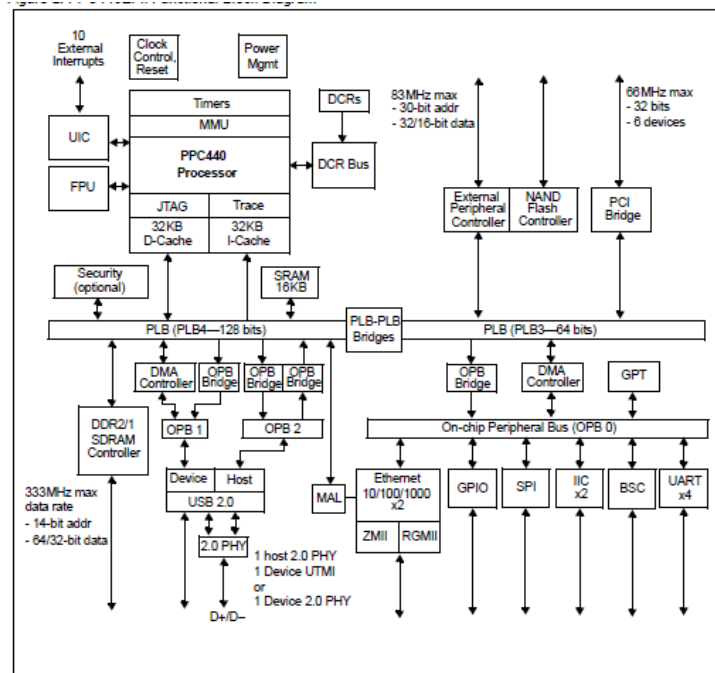 10
External
Interrupts
Clock
Control,
Reset
Power
Mgmt
Timers
MMU
PPC440
Processor
JTAG
Trace
32KB
D-Cache
32KB
I-Cache
UIC
FPU
DCRs
DCR Bus
83MHz max
- 30-bit addr
- 32/16-bit data
66MHz max
- 32 bits
- 6 devices
External
Peripheral
Controller
NAND
Flash
Controller
PCI
Bridge
Security
(optional)
SRAM
16KB
PLB (PLB4—128 bits)
PLB-PLB
Bridges
PLB (PLB3—64 bits)
DMA
Controller
OPB
Bridge
OPB
Bridge
OPB
Bridge
OPB
Bridge
DMA
Controller
GPT
DDR2/1
SDRAM
Controller
OPB 1
OPB 2
On-chip Peripheral Bus (OPB 0)
Device
Host
USB 2.0
MAL
Ethernet
10/100/1000
x2
ZMII
RGMII
GPIO
SPI
IIC
x2
BSC
UART
x4
333MHz max
data rate
- 14-bit addr
- 64/32-bit data
2.0 PHY
1 host 2.0 PHY
1 Device UTMI
or
1 Device 2.0 PHY
D+/D–